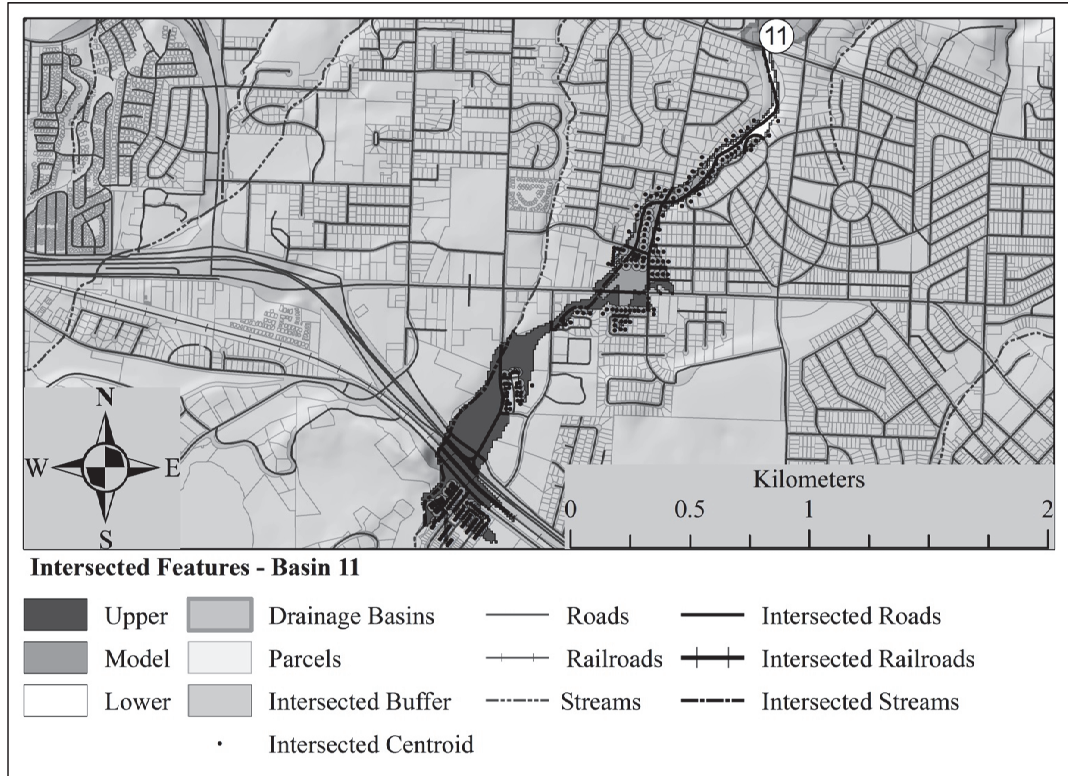 11
N
W E
S
Kilometers
0 0.5 1 2
Intersected Features - Basin 11
Upper Drainage Basins Roads Intersected Roads
Model Parcels Railroads Intersected Railroads
Lower Intersected Buffer Streams Intersected Streams
Intersected Centroid